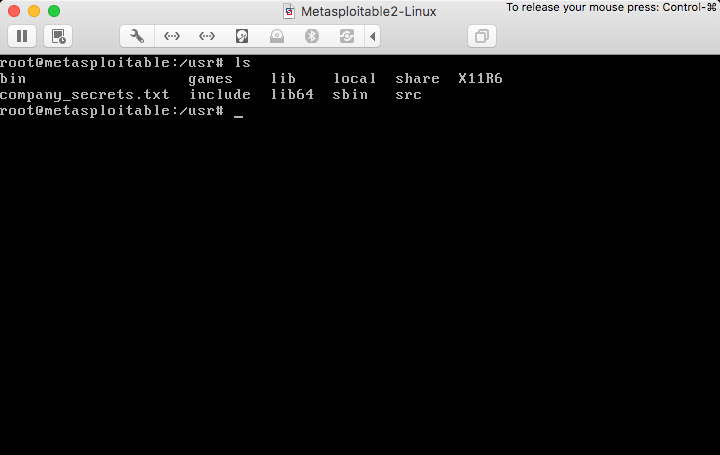 Metasploitable2-Linux
To release your mouse press: Control-⌘
root@metasploitable:/usr# ls
bin games lib local share X11R6
company_secrets.txt include lib64 sbin src
root@metasploitable:/usr# _